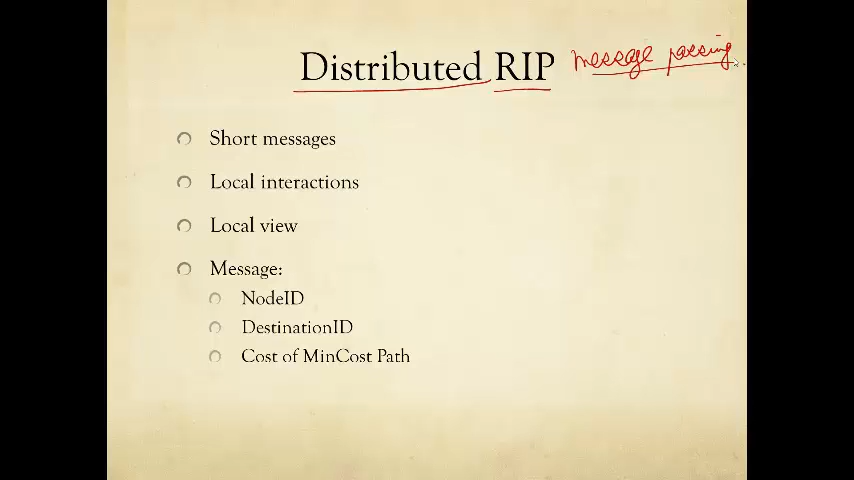 Distributed RIP message passing
Short messages
Local interactions
Local view
Message:
NodeID
DestinationID
Cost of MinCost Path